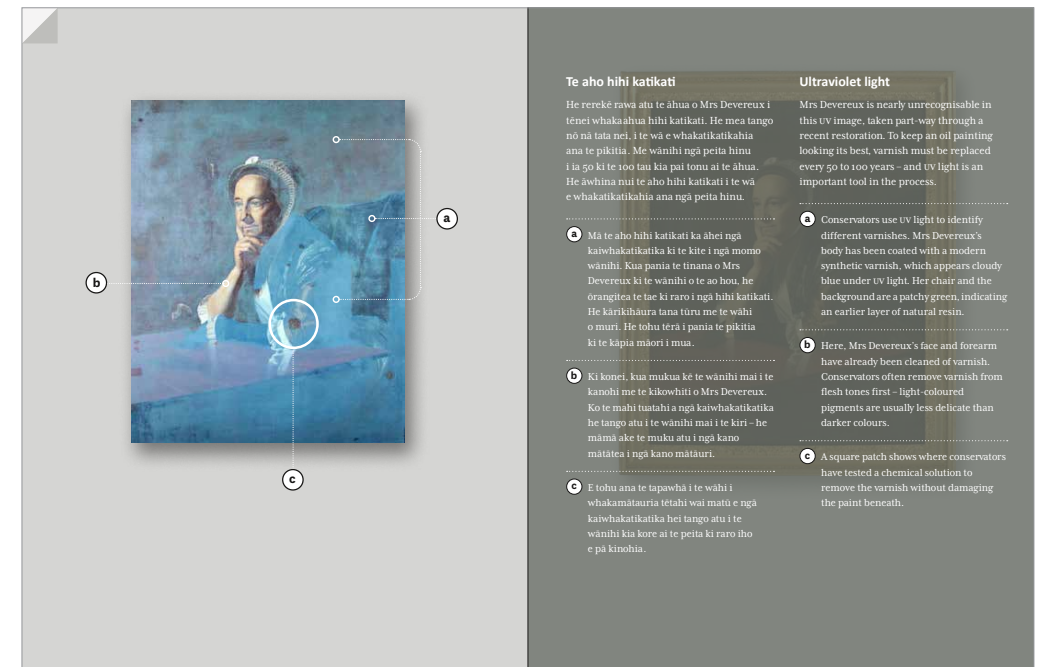 a
b
c
Te aho hihi katikati
He rerekē rawa atu te āhua o Mrs Devereux i
tēnei whakaahua hihi katikati. He mea tango
nō nā tata nei, i te wā e whakatikatikahia
ana te pikitia. Me wānihi ngā peita hinu
i ia 50 ki te 100 tau kia pai tonu ai te āhua.
He āwhina nui te aho hihi katikati i te wā
e whakatikatikahia ana ngā peita hinu.
a
Mā te aho hihi katikati ka āhei ngā
kaiwhakatikatika ki te kite i ngā momo
wānihi. Kua pania te tinana o Mrs
Devereux ki te wānihi o te ao hou, he
ōrangitea te tae ki raro i ngā hihi katikati.
He kārikihāura tana tūru me te wāhi
o muri. He tohu tērā i pania te pikitia
ki te kāpia māori i mua.
b
Ki konei, kua mukua kē te wānihi mai i te
kanohi me te kikowhiti o Mrs Devereux.
Ko te mahi tuatahi a ngā kaiwhakatikatika
he tango atu i te wānihi mai i te kiri – he
māmā ake te muku atu i ngā kano
mātātea i ngā kano mātāuri.
c
E tohu ana te tapawhā i te wāhi i
whakamātauria tētahi wai matū e ngā
kaiwhakatikatika hei tango atu i te
wānihi kia kore ai te peita ki raro iho
e pā kinohia.
Ultraviolet light
Mrs Devereux is nearly unrecognisable in
this UV image, taken part-way through a
recent restoration. To keep an oil painting
looking its best, varnish must be replaced
every 50 to 100 years – and UV light is an
important tool in the process.
a
Conservators use UV light to identify
different varnishes. Mrs Devereux's
body has been coated with a modern
synthetic varnish, which appears cloudy
blue under UV light. Her chair and the
background are a patchy green, indicating
an earlier layer of natural resin.
b
Here, Mrs Devereux's face and forearm
have already been cleaned of varnish.
Conservators often remove varnish from
flesh tones first – light-coloured
pigments are usually less delicate than
darker colours.
c
A square patch shows where conservators
have tested a chemical solution to
remove the varnish without damaging
the paint beneath.